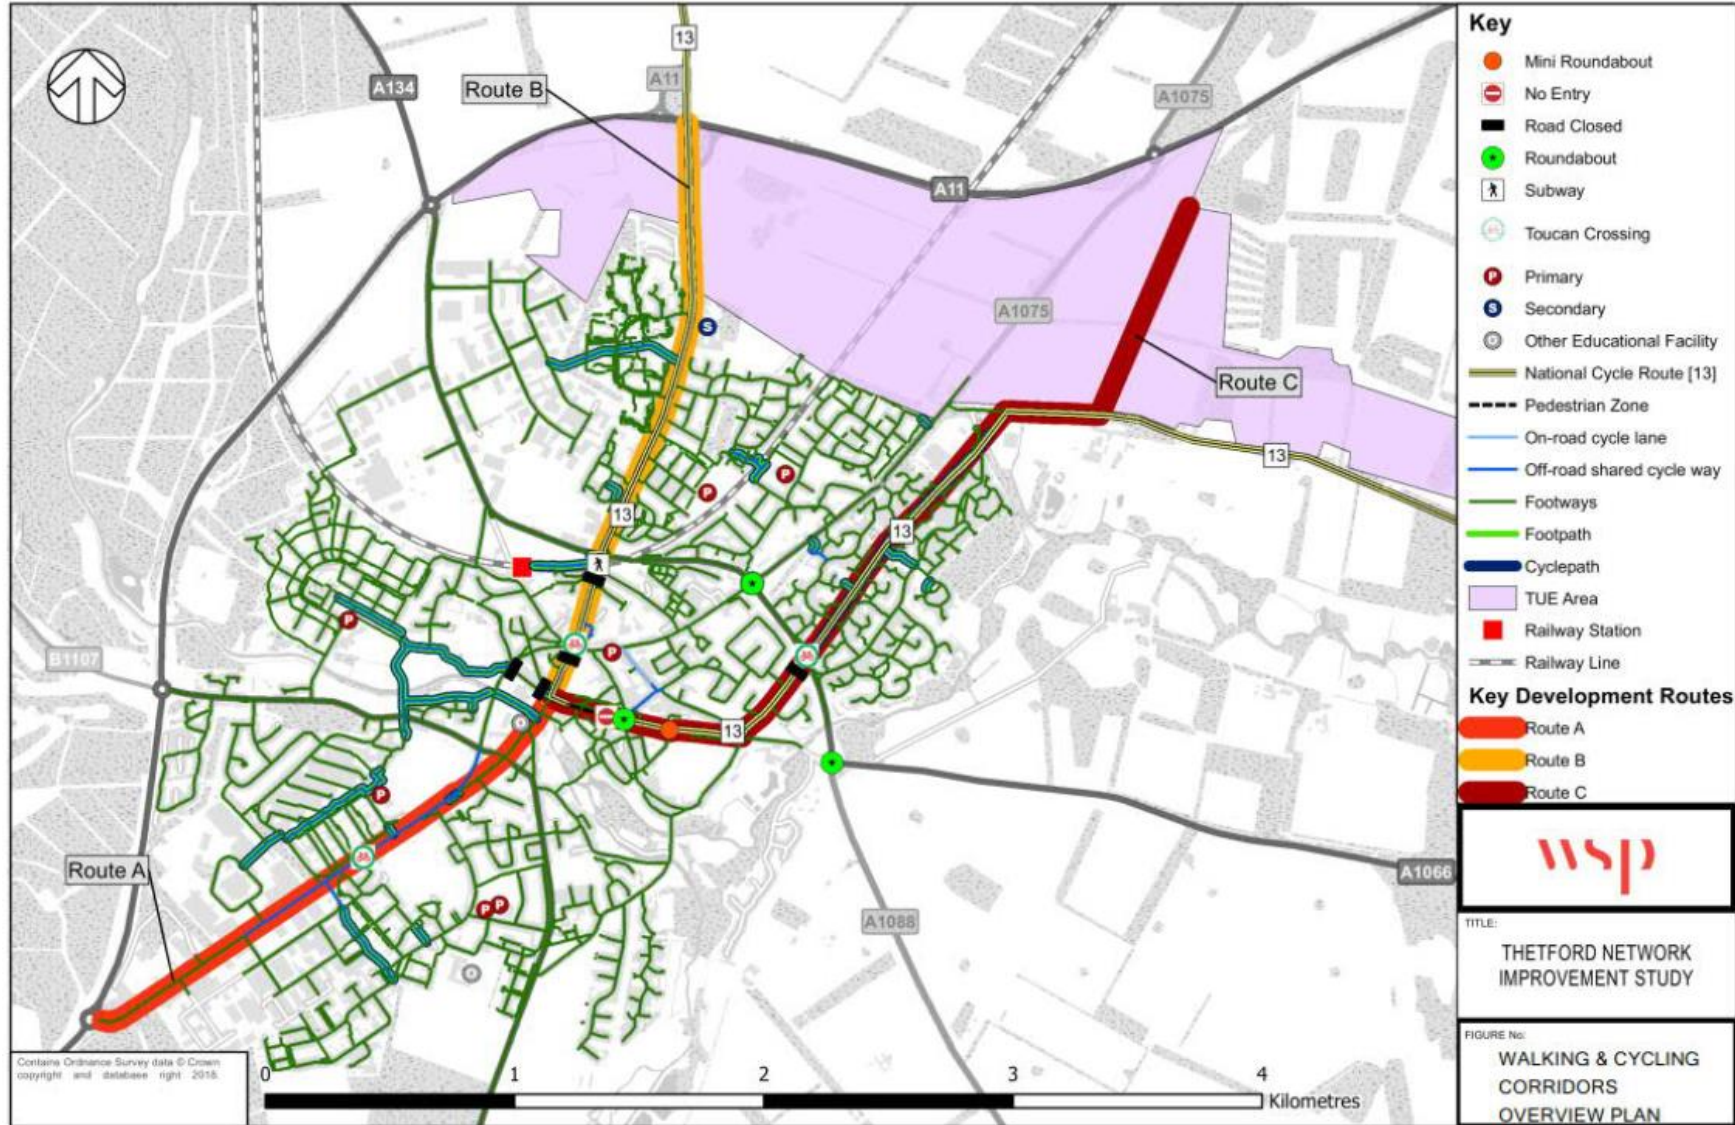 13
A11
A134
Route B
A1075
A11
A1075
Route C
S
13
P
P
13
13
P
B1107
P
13
P
Route A
P P
A1066
A1088
0 1 2 3 4
Kilometres
Contains Ordnance Survey data © Crown
copyright and database right 2018.
Key
Mini Roundabout
No Entry
Road Closed
Roundabout
Subway
Toucan Crossing
P Primary
S Secondary
Other Educational Facility
National Cycle Route [13]
Pedestrian Zone
On-road cycle lane
Off-road shared cycle way
Footways
Footpath
Cyclepath
TUE Area
Railway Station
Railway Line
Key Development Routes
Route A
Route B
Route C
wsp
TITLE:
THETFORD NETWORK
IMPROVEMENT STUDY
FIGURE No:
WALKING & CYCLING
CORRIDORS
OVERVIEW PLAN